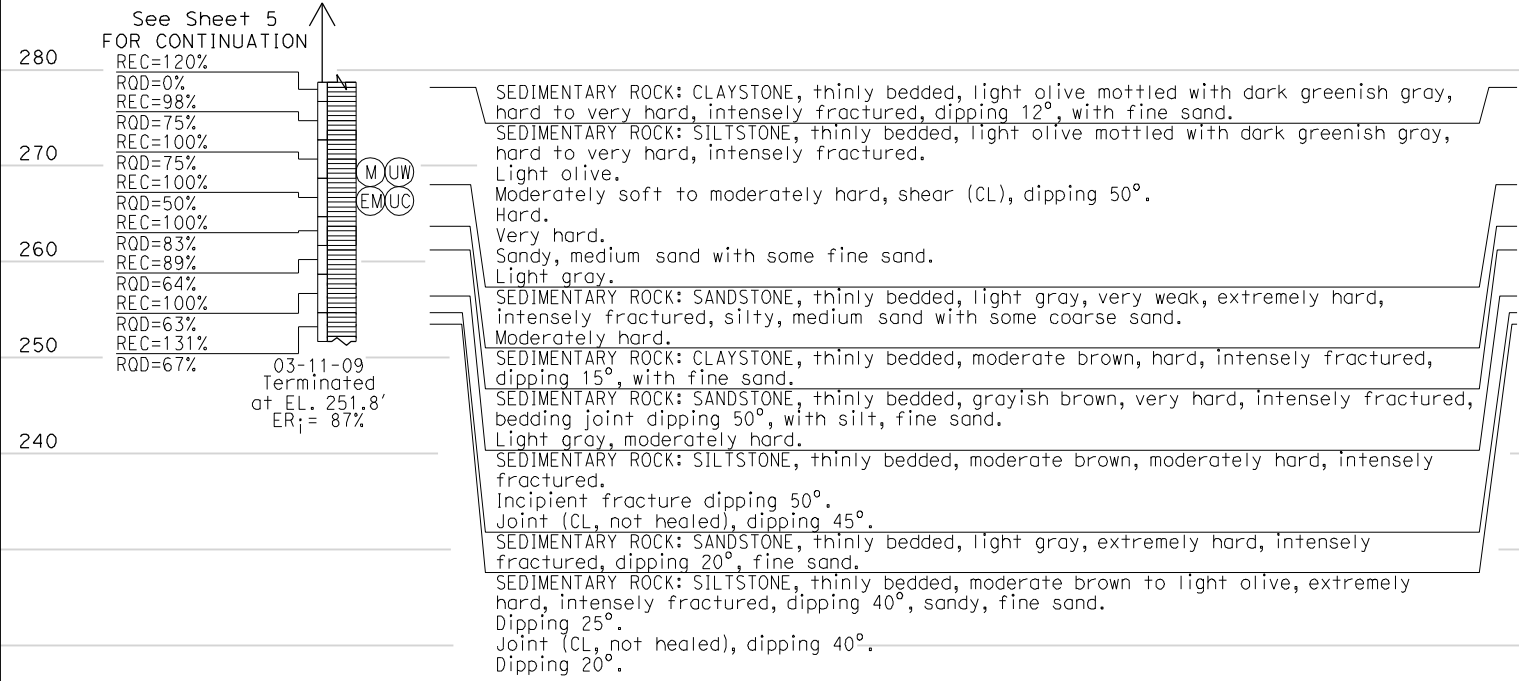 See Sheet 5
FOR CONTINUATION
280
REC=120%
RQD=0%
REC=98%
RQD=75%
REC=100%
270
RQD=75%
REC=100%
RQD=50%
REC=100%
RQD=83%
260
REC=89%
RQD=64%
REC=100%
RQD=63%
REC=131%
250
RQD=67%
240
M UW
EM UC
03-11-09
Terminated
at EL. 251.8'
ERi= 87%
SEDIMENTARY ROCK: CLAYSTONE, thinly bedded, light olive mottled with dark greenish gray,
hard to very hard, intensely fractured, dipping 12°, with fine sand.
SEDIMENTARY ROCK: SILTSTONE, thinly bedded, light olive mottled with dark greenish gray,
hard to very hard, intensely fractured.
Light olive.
Moderately soft to moderately hard, shear (CL), dipping 50°.
Hard.
Very hard.
Sandy, medium sand with some fine sand.
Light gray.
SEDIMENTARY ROCK: SANDSTONE, thinly bedded, light gray, very weak, extremely hard,
intensely fractured, silty, medium sand with some coarse sand.
Moderately hard.
SEDIMENTARY ROCK: CLAYSTONE, thinly bedded, moderate brown, hard, intensely fractured,
dipping 15°, with fine sand.
SEDIMENTARY ROCK: SANDSTONE, thinly bedded, grayish brown, very hard, intensely fractured,
bedding joint dipping 50°, with silt, fine sand.
Light gray, moderately hard.
SEDIMENTARY ROCK: SILTSTONE, thinly bedded, moderate brown, moderately hard, intensely
fractured.
Incipient fracture dipping 50°.
Joint (CL, not healed), dipping 45°.
SEDIMENTARY ROCK: SANDSTONE, thinly bedded, light gray, extremely hard, intensely
fractured, dipping 20°, fine sand.
SEDIMENTARY ROCK: SILTSTONE, thinly bedded, moderate brown to light olive, extremely
hard, intensely fractured, dipping 40°, sandy, fine sand.
Dipping 25°.
Joint (CL, not healed), dipping 40°.
Dipping 20°.